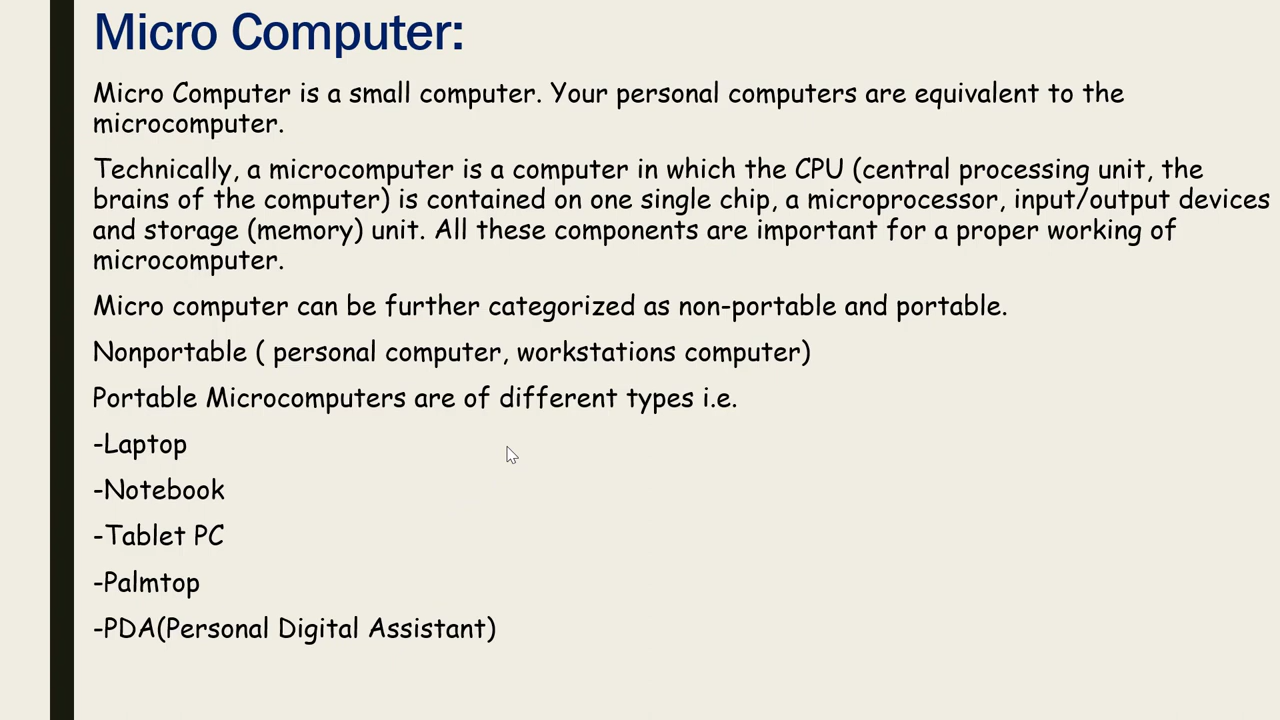 Micro Computer:
Micro Computer is a small computer. Your personal computers are equivalent to the
microcomputer.
Technically, a microcomputer is a computer in which the CPU (central processing unit, the
brains of the computer) is contained on one single chip, a microprocessor, input/output devices
and storage (memory) unit. All these components are important for a proper working of
microcomputer.
Micro computer can be further categorized as non-portable and portable.
Nonportable ( personal computer, workstations computer)
Portable Microcomputers are of different types i.e.
-Laptop
-Notebook
-Tablet PC
-Palmtop
-PDA(Personal Digital Assistant)